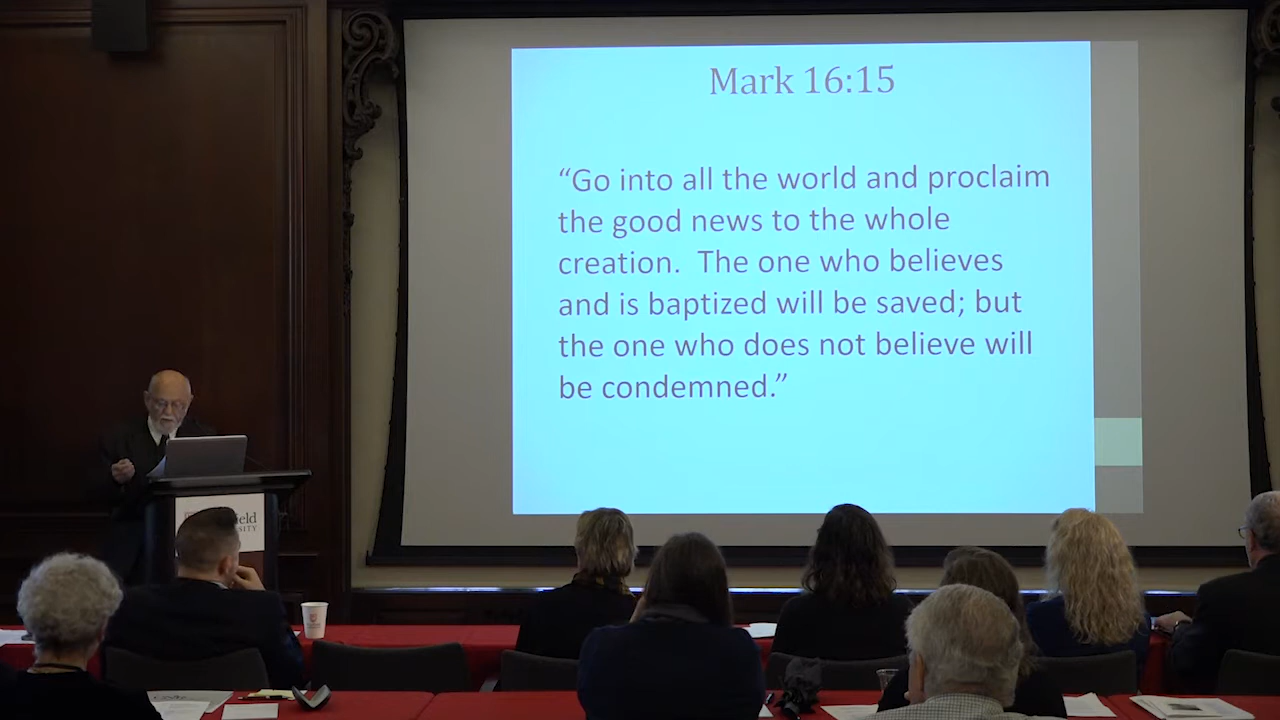 Mark 16:15
“Go into all the world and proclaim
the good news to the whole
creation.  The one who believes
and is baptized will be saved; but
the one who does not believe will
be condemned.”